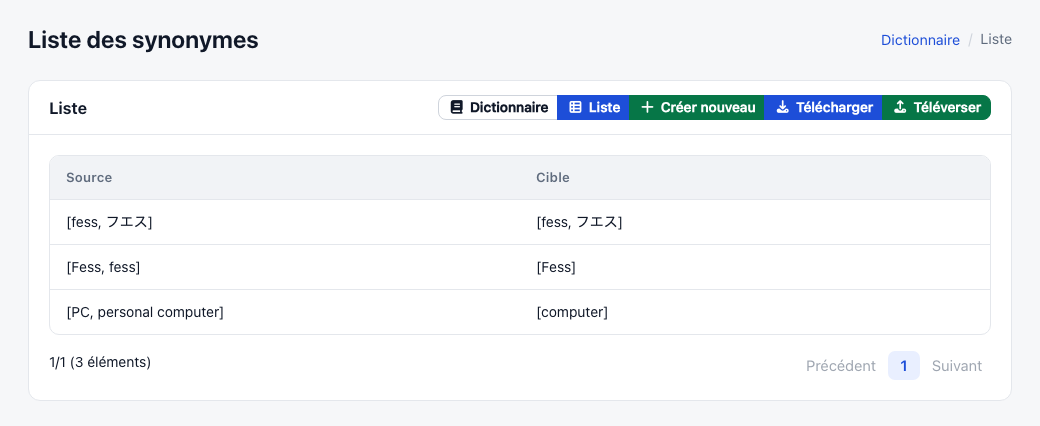 Liste des synonymes
Dictionnaire / Liste
Liste
Dictionnaire Liste Créer nouveau Télécharger Téléverser
Source Cible
[fess, フエス] [fess, フエス]
[Fess, fess] [Fess]
[PC, personal computer] [computer]
1/1 (3 éléments)
Précédent 1 Suivant